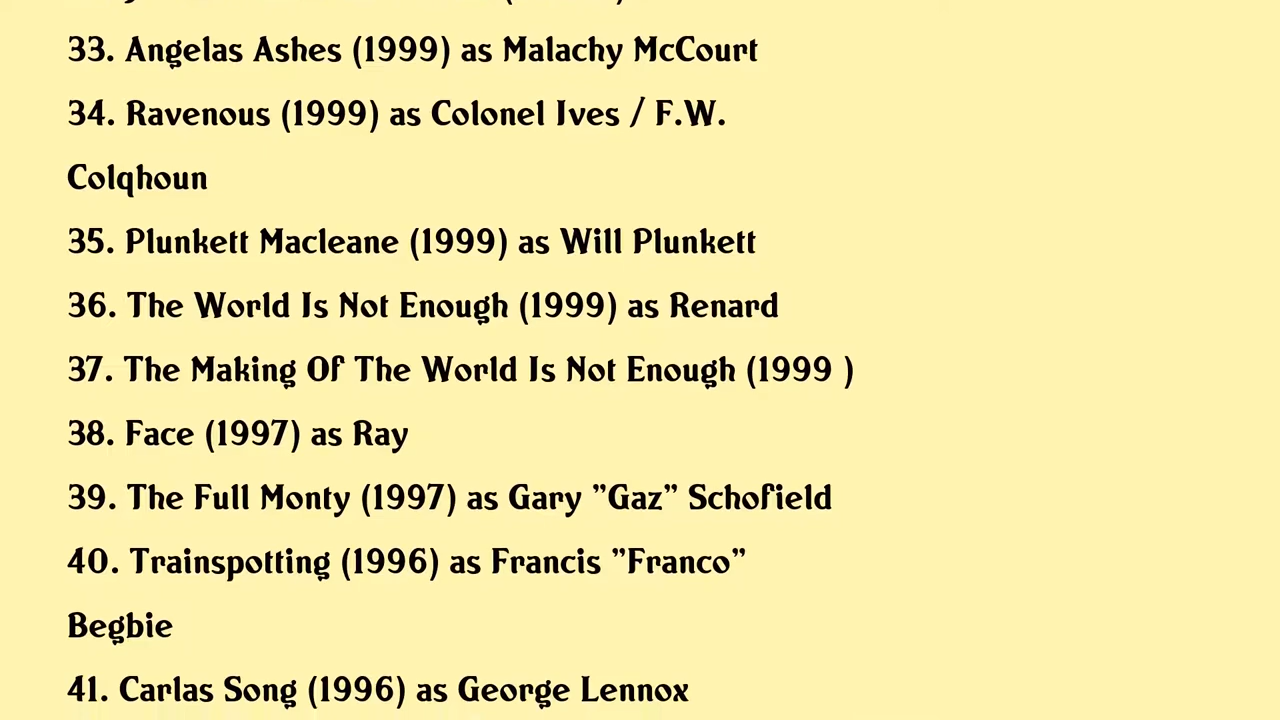 33. Angelas Ashes (1999) as Malachy McCourt
34. Ravenous (1999) as Colonel Ives / F.W.
Colqhoun
35. Plunkett Macleane (1999) as Will Plunkett
36. The World Is Not Enough (1999) as Renard
37. The Making Of The World Is Not Enough (1999 )
38. Face (1997) as Ray
39. The Full Monty (1997) as Gary ”Gaz” Schofield
40. Trainspotting (1996) as Francis ”Franco”
Begbie
41. Carlas Song (1996) as George Lennox